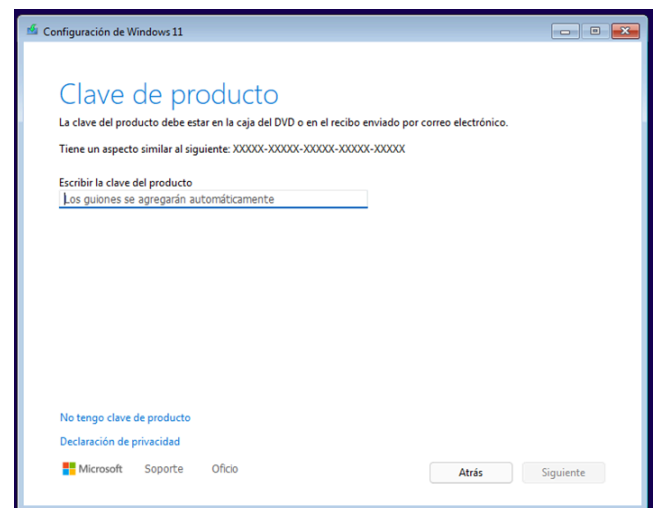 Configuración de Windows 11
Clave de producto
La clave del producto debe estar en la caja del DVD o en el recibo enviado por correo electrónico.
Tiene un aspecto similar al siguiente: XXXXX-XXXXX-XXXXX-XXXXX-XXXXX
Escribir la clave del producto
Los guiones se agregarán automáticamente
No tengo clave de producto
Declaración de privacidad
Microsoft Soporte Oficio Atrás Siguiente